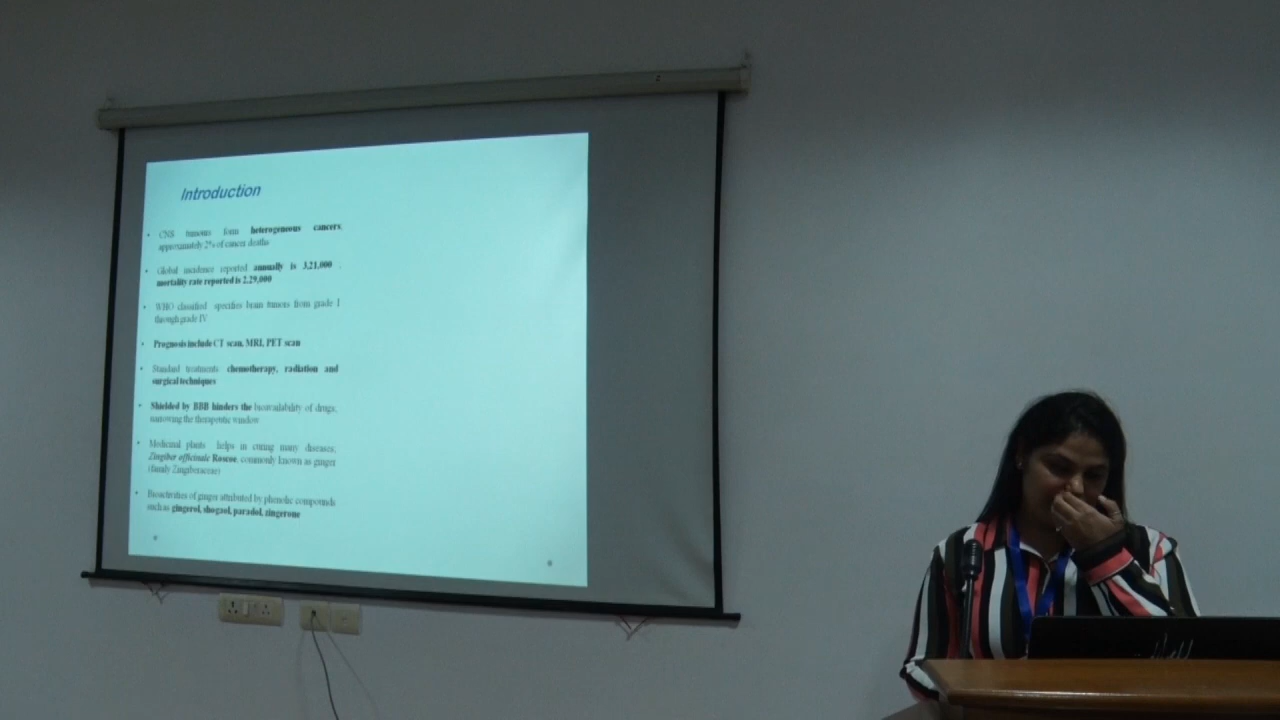 Introduction
• CNS tumours form heterogeneous cancers,
approximately 2% of cancer deaths
• Global incidence reported annually is 3,21,000 .
mortality rate reported is 2,29,000
• WHO classified specifies brain tumors from grade I
through grade IV
• Prognosis include CT scan, MRI, PET scan
• Standard treatments chemotherapy, radiation and
surgical techniques
• Shielded by BBB hinders the bioavailability of drugs,
narrowing the therapeutic window
• Medicinal plants helps in curing many diseases,
Zingiber officinale Roscoe, commonly known as ginger
(family Zingiberaceae)
• Bioactivities of ginger attributed by phenolic compounds
such as gingerol, shogaol, paradol, zingerone